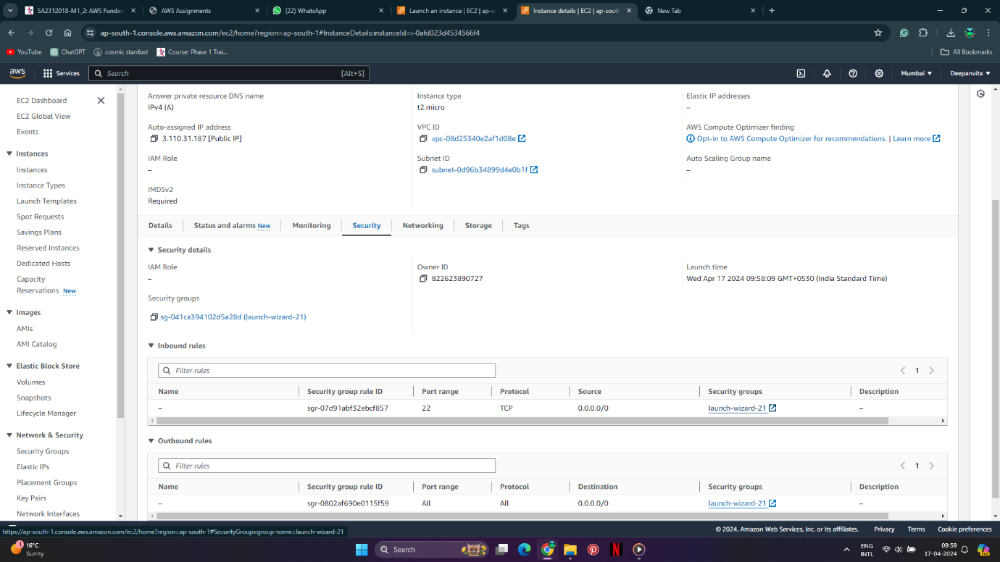 SA2312018-M1_2: AWS Fundan
AWS Assignments
(22) WhatsApp
Launch an instance | EC2 | ap-s
Instance details | EC2 | ap-south
New Tab
ap-south-1.console.aws.amazon.com/ec2/home?region=ap-south-1#InstanceDetails:instanceId=i-0afd023d4534566f4
YouTube
ChatGPT
cosmic stardust
Course: Phase 1 Trai...
All Bookmarks
aws
Services
Search
[Alt+S]
Mumbai
Deepanvita
EC2 Dashboard
EC2 Global View
Events
Instances
Instances
Instance Types
Launch Templates
Spot Requests
Savings Plans
Reserved Instances
Dedicated Hosts
Capacity
Reservations New
Images
AMIs
AMI Catalog
Elastic Block Store
Volumes
Snapshots
Lifecycle Manager
Network & Security
Security Groups
Elastic IPs
Placement Groups
Key Pairs
Network Interfaces
Answer private resource DNS name
IPv4 (A)
Instance type
t2.micro
Elastic IP addresses
–
Auto-assigned IP address
3.110.31.187 [Public IP]
VPC ID
vpc-08d25340e2af1d08e
AWS Compute Optimizer finding
Opt-in to AWS Compute Optimizer for recommendations. | Learn more
IAM Role
–
Subnet ID
subnet-0d96b34899d4e0b1f
Auto Scaling Group name
–
IMDSv2
Required
Details
Status and alarms New
Monitoring
Security
Networking
Storage
Tags
Security details
IAM Role
–
Owner ID
822623890727
Launch time
Wed Apr 17 2024 09:58:09 GMT+0530 (India Standard Time)
Security groups
sg-041ca394102d5a28d (launch-wizard-21)
Inbound rules
Filter rules
1
Name Security group rule ID Port range Protocol Source Security groups Description
– sgr-07d91abf32ebcf857 22 TCP 0.0.0.0/0 launch-wizard-21 –
Outbound rules
Filter rules
1
Name Security group rule ID Port range Protocol Destination Security groups Description
– sgr-0802af690e0115f59 All All 0.0.0.0/0 launch-wizard-21 –
https://ap-south-1.console.aws.amazon.com/ec2/home?region=ap-south-1#SecurityGroups:group-name=launch-wizard-21
© 2024, Amazon Web Services, Inc. or its affiliates.
Privacy
Terms
Cookie preferences
1
16°C
Sunny
Search
ENG
INTL
09:59
17-04-2024